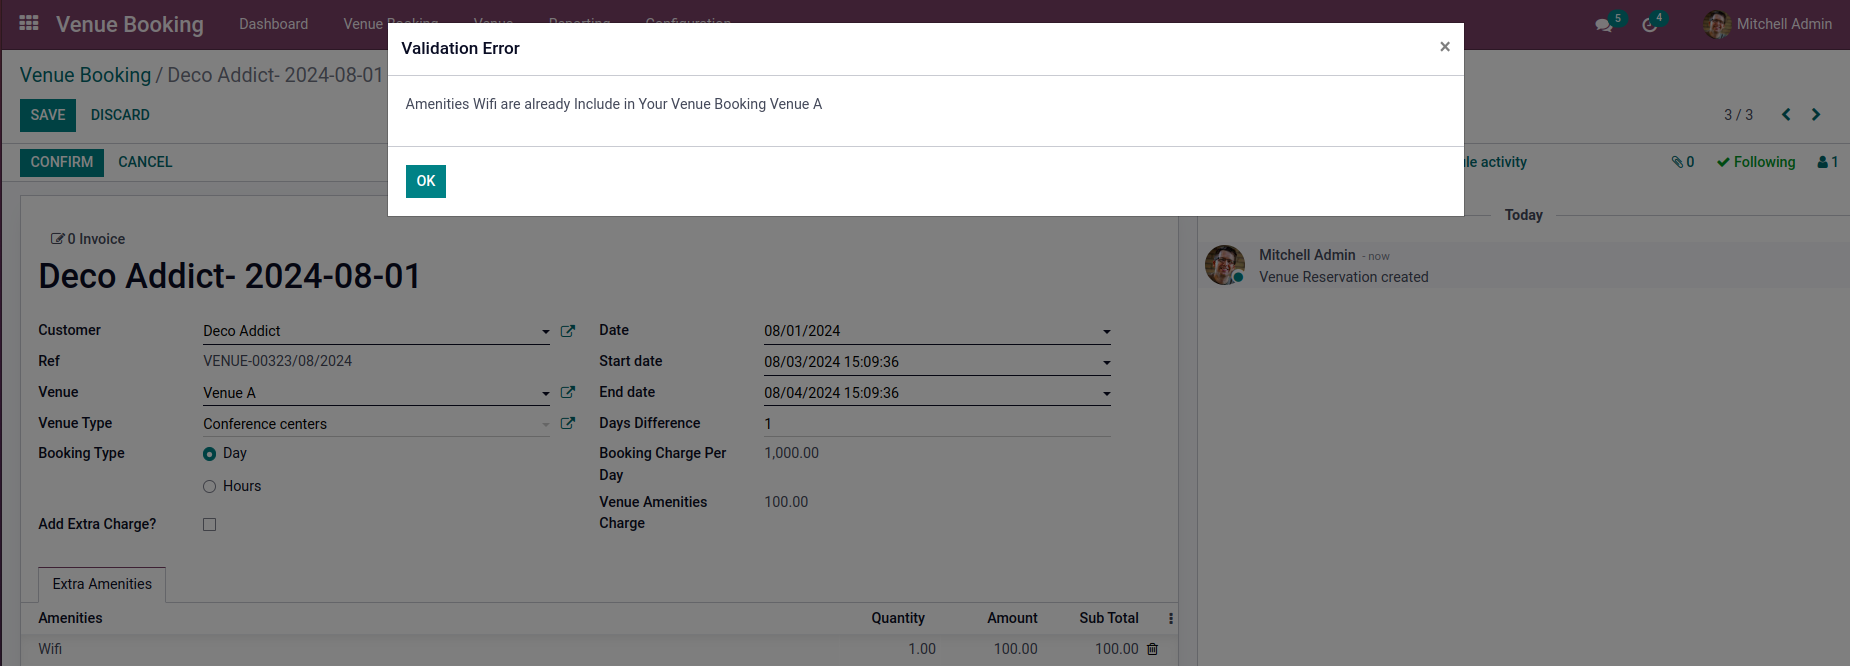 Venue Booking Dashboard Venue Booking Venue Reporting Configuration 5 4 Mitchell Admin
Validation Error ×
Venue Booking / Deco Addict- 2024-08-01
Amenities Wifi are already Include in Your Venue Booking Venue A
SAVE DISCARD 3 / 3
CONFIRM CANCEL activity 0 Following 1
OK
Today
0 Invoice
Mitchell Admin - now
Venue Reservation created
Deco Addict- 2024-08-01
Customer Deco Addict Date 08/01/2024
Ref VENUE-00323/08/2024 Start date 08/03/2024 15:09:36
Venue Venue A End date 08/04/2024 15:09:36
Venue Type Conference centers Days Difference 1
Booking Type Day Booking Charge Per Day 1,000.00
Hours Venue Amenities Charge 100.00
Add Extra Charge?
Extra Amenities
Amenities Quantity Amount Sub Total
Wifi 1.00 100.00 100.00